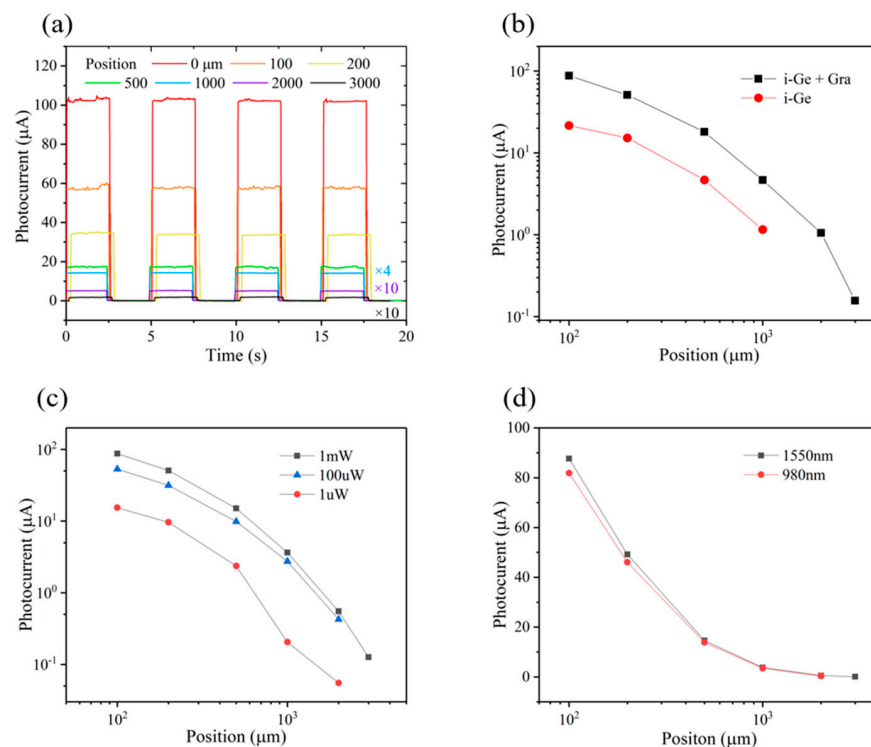 (a)
Position 0 μm 100 200
500 1000 2000 3000
120
100
80
60
40
20
0
Photocurrent (μA)
×4
×10
×10
0 5 10 15 20
Time (s)
(b)
i-Ge + Gra
i-Ge
10²
10¹
10⁰
10⁻¹
Photocurrent (μA)
10² 10³
Position (μm)
(c)
1mW
100uW
1uW
10²
10¹
10⁰
10⁻¹
Photocurrent (μA)
10² 10³
Position (μm)
(d)
1550nm
980nm
100
80
60
40
20
0
Photocurrent (μA)
10² 10³
Positon (μm)